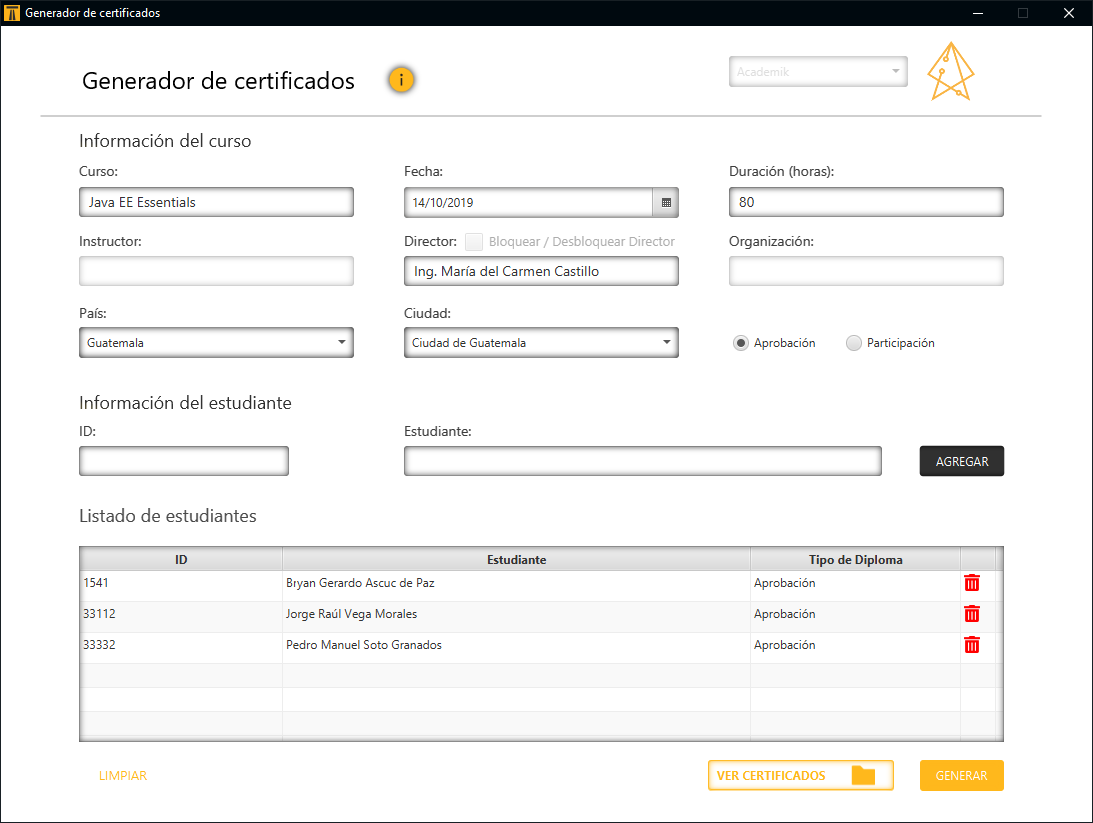 Generador de certificados
Generador de certificados
i
Academik
Información del curso
Curso: Fecha: Duración (horas):
Java EE Essentials 14/10/2019 80
Instructor: Director: Bloquear / Desbloquear Director Organización:
Ing. María del Carmen Castillo
País: Ciudad:
Guatemala Ciudad de Guatemala Aprobación Participación
Información del estudiante
ID: Estudiante:
AGREGAR
Listado de estudiantes
ID Estudiante Tipo de Diploma
1541 Bryan Gerardo Ascuc de Paz Aprobación
33112 Jorge Raúl Vega Morales Aprobación
33332 Pedro Manuel Soto Granados Aprobación
LIMPIAR VER CERTIFICADOS GENERAR